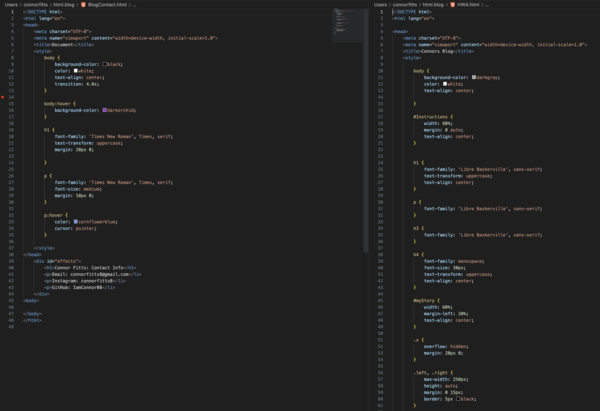 Users > connorfitts > html.blog > BlogContact.html > ...
1 <!DOCTYPE html>
2 <html lang="en">
3 <head>
4 <meta charset="UTF-8">
5 <meta name="viewport" content="width=device-width, initial-scale=1.0">
6 <title>Document</title>
7 <style>
8 body {
9 background-color: black;
10 color: white;
11 text-align: center;
12 transition: 4.0s;
13 }
14
15 body:hover {
16 background-color: darkorchid;
17 }
18
19 h1 {
20 font-family: 'Times New Roman', Times, serif;
21 text-transform: uppercase;
22 margin: 20px 0;
23
24 }
25
26 p {
27 font-family: 'Times New Roman', Times, serif;
28 font-size: medium;
29 margin: 10px 0;
30 }
31
32 p:hover {
33 color: cornflowerblue;
34 cursor: pointer;
35 }
36
37 </style>
38 </head>
39 <div id="effects">
40 <h1>Connor Fitts: Contact Info</h1>
41 <p>Email: connorfitts8@gmail.com</li>
42 <p>Instagram: connorfitts8</li>
43 <p>GitHub: IamConnor08</li>
44 </div>
45 <body>
46
47 </body>
48 </html>
49
Users > connorfitts > html.blog > HW4.html > ...
1 <!DOCTYPE html>
2 <html lang="en">
3 <head>
4 <meta charset="UTF-8">
5 <meta name="viewport" content="width=device-width, initial-scale=1.0">
6 <title>Connors Blog</title>
7 <style>
8
9 body {
10 background-color: darkgrey;
11 color: white;
12 text-align: center;
13
14 }
15
16 #Instructions {
17 width: 60%;
18 margin: 0 auto;
19 text-align: center;
20
21 }
22
23
24 h1 {
25 font-family: 'Libre Baskerville', sans-serif;
26 text-transform: uppercase;
27 text-align: center;
28 }
29
30 p {
31 font-family: 'Libre Baskerville', sans-serif;
32 }
33
34 h3 {
35 font-family: 'Libre Baskerville', sans-serif;
36 }
37
38 h4 {
39 font-family: monospace;
40 font-size: 30px;
41 text-transform: uppercase;
42 text-align: center;
43 }
44
45 #myStory {
46 width: 60%;
47 margin-left: 20%;
48 text-align: center;
49 }
50
51 .a {
52 overflow: hidden;
53 margin: 20px 0;
54 }
55
56 .left, .right {
57 max-width: 250px;
58 height: auto;
59 margin: 0 15px;
60 border: 5px black;
61 }